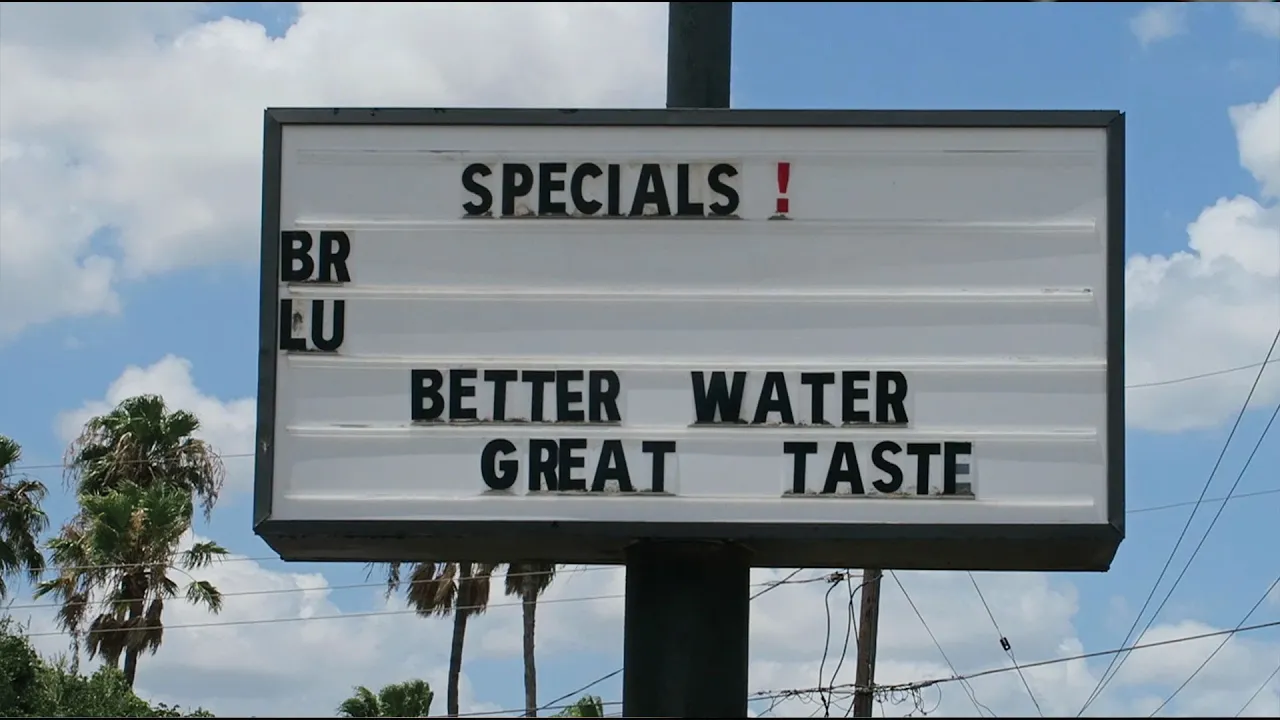 SPECIALS !
BR
LU
BETTER WATER
GREAT TASTE